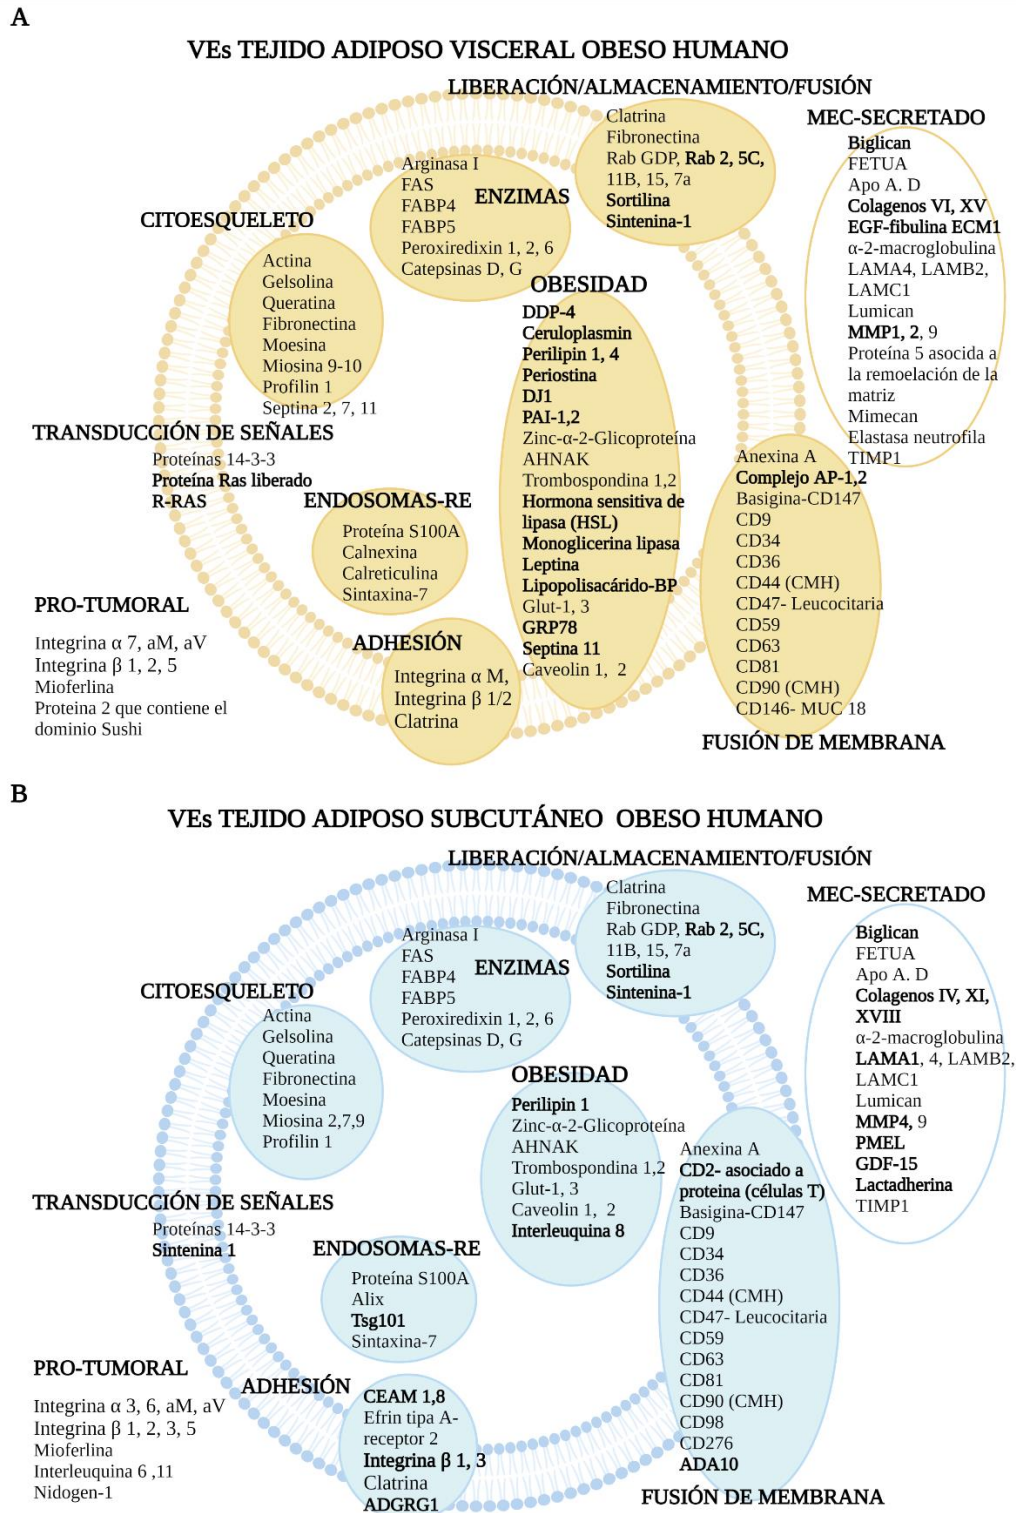 A
VEs TEJIDO ADIPOSO VISCERAL OBESO HUMANO
LIBERACIÓN/ALMACENAMIENTO/FUSIÓN
Clatrina
Fibronectina
Rab GDP, Rab 2, 5C,
11B, 15, 7a
Sortilina
Sintenina-1
MEC-SECRETADO
Biglican
FETUA
Apo A. D
Colagenos VI, XV
EGF-fibulina ECM1
α-2-macroglobulina
LAMA4, LAMB2,
LAMC1
Lumican
MMP1, 2, 9
Proteína 5 asocida a
la remoelación de la
matriz
Mimecan
Elastasa neutrofila
TIMP1
ENZIMAS
Arginasa I
FAS
FABP4
FABP5
Peroxiredixin 1, 2, 6
Catepsinas D, G
CITOESQUELETO
Actina
Gelsolina
Queratina
Fibronectina
Moesina
Miosina 9-10
Profilin 1
Septina 2, 7, 11
OBESIDAD
DDP-4
Ceruloplasmin
Perilipin 1, 4
Periostina
DJ1
PAI-1,2
Zinc-α-2-Glicoproteína
AHNAK
Trombospondina 1,2
Hormona sensitiva de
lipasa (HSL)
Monoglicerina lipasa
Leptina
Lipopolisacárido-BP
Glut-1, 3
GRP78
Septina 11
Caveolin 1, 2
TRANSDUCCIÓN DE SEÑALES
Proteínas 14-3-3
Proteína Ras liberado
R-RAS
ENDOSOMAS-RE
Proteína S100A
Calnexina
Calreticulina
Sintaxina-7
Anexina A
Complejo AP-1,2
Basigina-CD147
CD9
CD34
CD36
CD44 (CMH)
CD47- Leucocitaria
CD59
CD63
CD81
CD90 (CMH)
CD146- MUC 18
FUSIÓN DE MEMBRANA
PRO-TUMORAL
Integrina α 7, aM, aV
Integrina β 1, 2, 5
Mioferlina
Proteina 2 que contiene el
dominio Sushi
ADHESIÓN
Integrina α M,
Integrina β 1/2
Clatrina
B
VEs TEJIDO ADIPOSO SUBCUTÁNEO OBESO HUMANO
LIBERACIÓN/ALMACENAMIENTO/FUSIÓN
Clatrina
Fibronectina
Rab GDP, Rab 2, 5C,
11B, 15, 7a
Sortilina
Sintenina-1
MEC-SECRETADO
Biglican
FETUA
Apo A. D
Colagenos IV, XI,
XVIII
α-2-macroglobulina
LAMA1, 4, LAMB2,
LAMC1
Lumican
MMP4, 9
PMEL
GDF-15
Lactadherina
TIMP1
ENZIMAS
Arginasa I
FAS
FABP4
FABP5
Peroxiredixin 1, 2, 6
Catepsinas D, G
CITOESQUELETO
Actina
Gelsolina
Queratina
Fibronectina
Moesina
Miosina 2,7,9
Profilin 1
OBESIDAD
Perilipin 1
Zinc-α-2-Glicoproteína
AHNAK
Trombospondina 1,2
Glut-1, 3
Caveolin 1, 2
Interleuquina 8
Anexina A
CD2- asociado a
proteina (células T)
Basigina-CD147
CD9
CD34
CD36
CD44 (CMH)
CD47- Leucocitaria
CD59
CD63
CD81
CD90 (CMH)
CD98
CD276
ADA10
FUSIÓN DE MEMBRANA
TRANSDUCCIÓN DE SEÑALES
Proteínas 14-3-3
Sintenina 1
ENDOSOMAS-RE
Proteína S100A
Alix
Tsg101
Sintaxina-7
PRO-TUMORAL
Integrina α 3, 6, aM, aV
Integrina β 1, 2, 3, 5
Mioferlina
Interleuquina 6 ,11
Nidogen-1
ADHESIÓN
CEAM 1,8
Efrin tipa A-
receptor 2
Integrina β 1, 3
Clatrina
ADGRG1